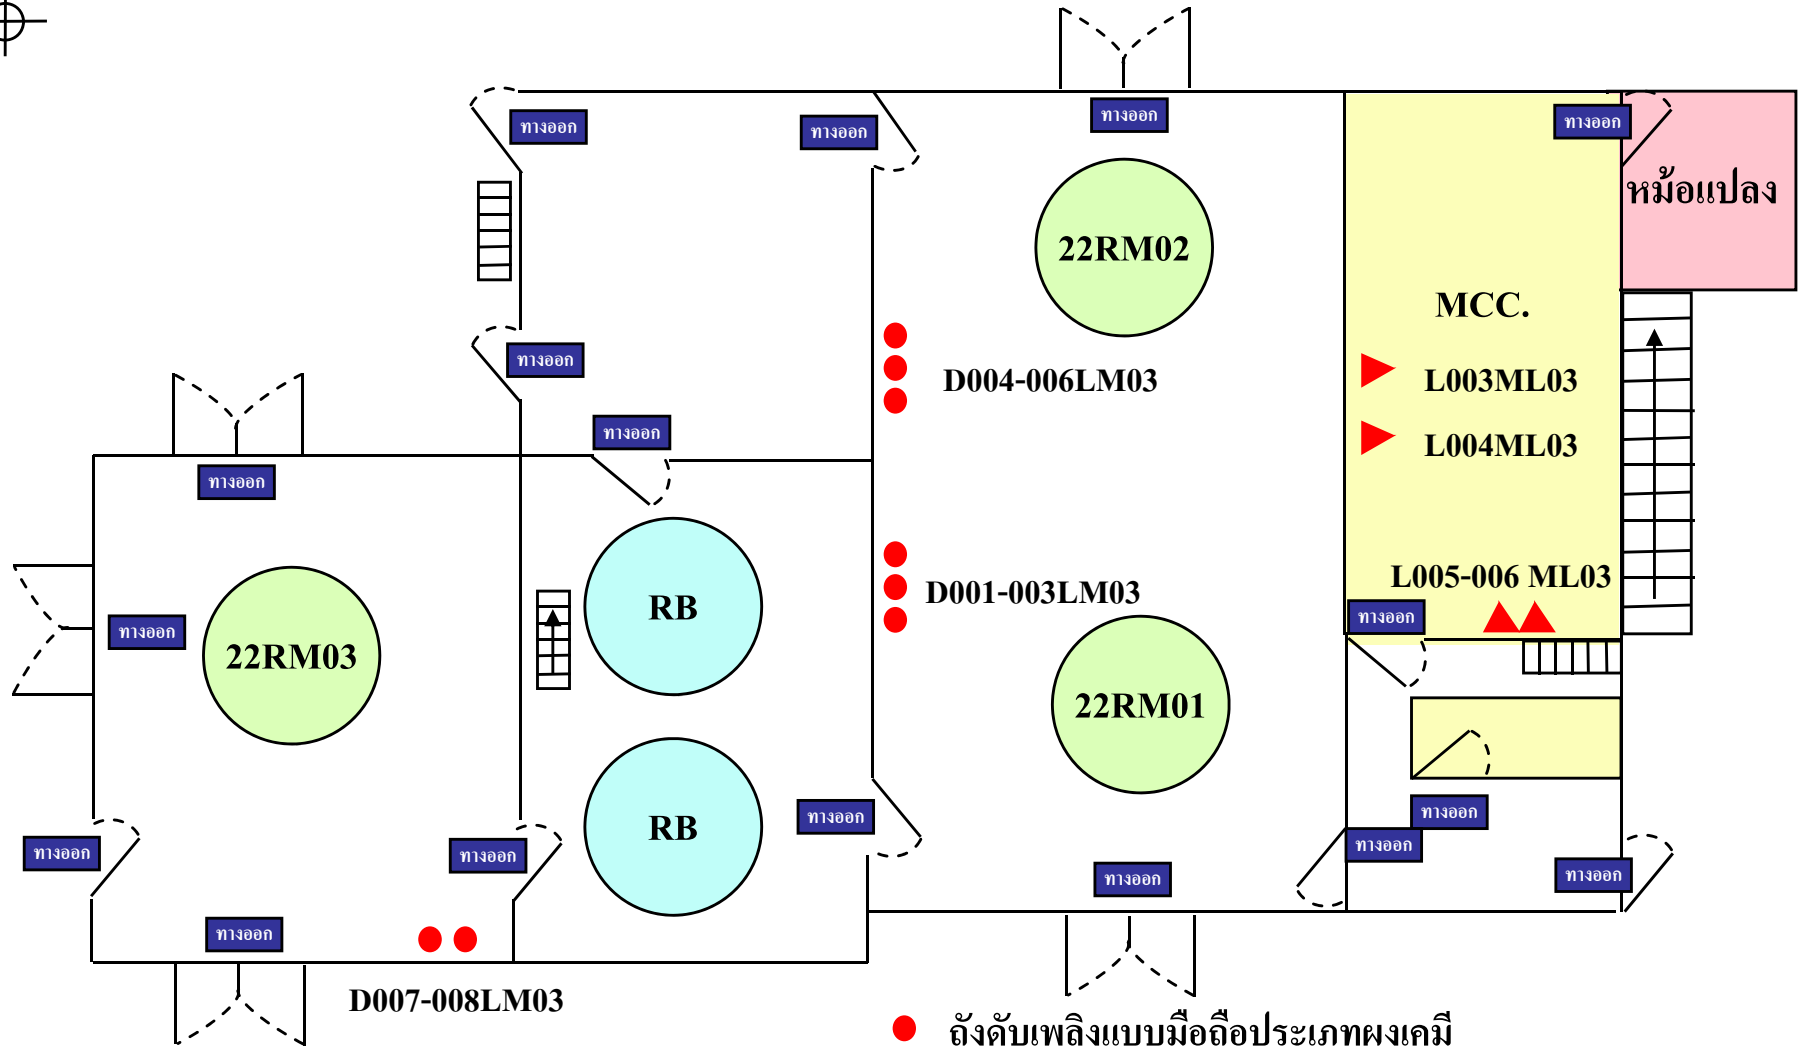 ทางออก
ทางออก
ทางออก
ทางออก
หม้อแปลง
22RM02
MCC.
ทางออก
D004-006LM03
L003ML03
ทางออก
L004ML03
ทางออก
L005-006 ML03
D001-003LM03
RB
ทางออก
ทางออก
22RM03
22RM01
ทางออก
ทางออก
RB
ทางออก
ทางออก
ทางออก
ทางออก
ทางออก
ทางออก
D007-008LM03
ถังดับเพลิงแบบมือถือประเภทผงเคมี